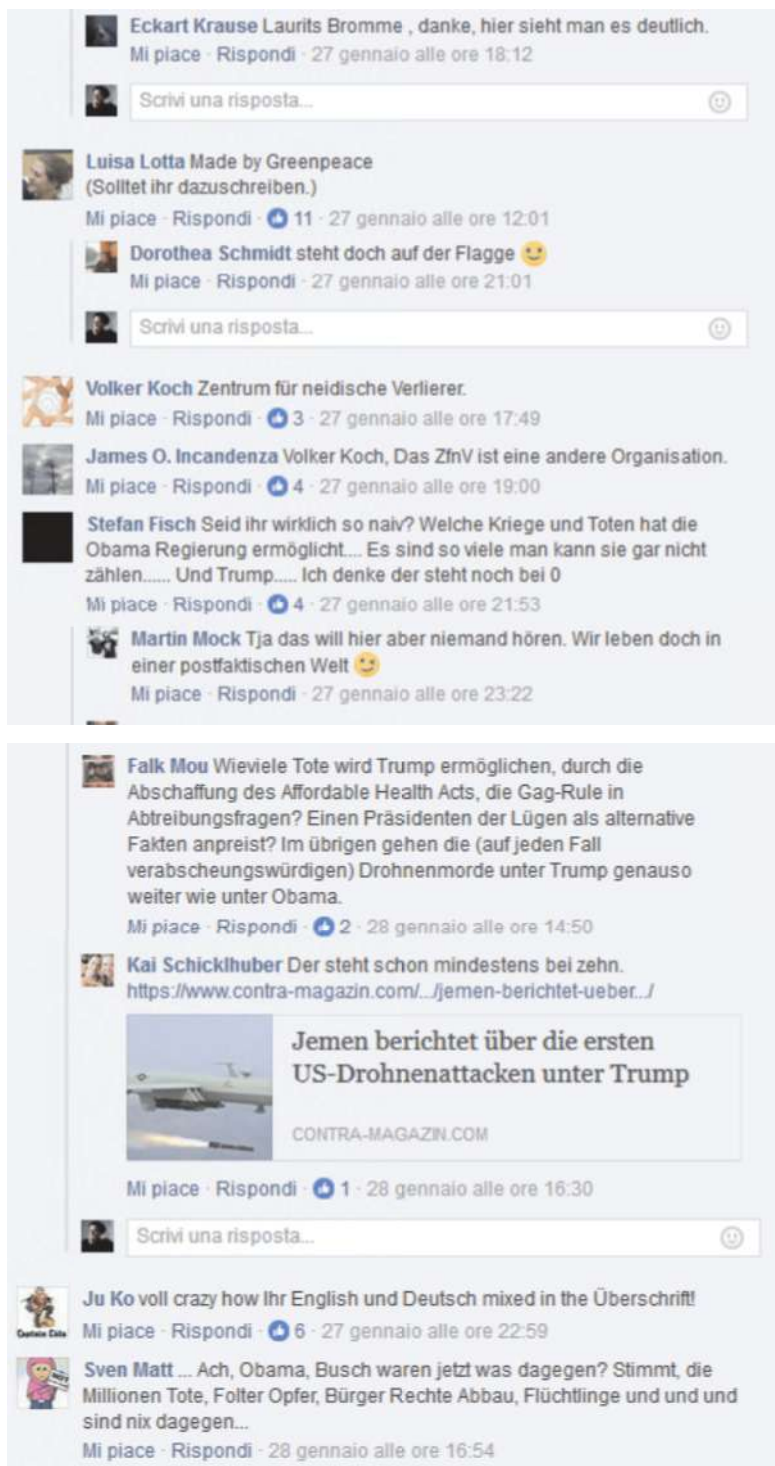 Eckart Krause Laurits Bromme , danke, hier sieht man es deutlich.
Mi piace · Rispondi · 27 gennaio alle ore 18:12
Scrivi una risposta...
Luisa Lotta Made by Greenpeace
(Solltet ihr dazuschreiben.)
Mi piace · Rispondi · 11 · 27 gennaio alle ore 12:01
Dorothea Schmidt steht doch auf der Flagge 😉
Mi piace · Rispondi · 27 gennaio alle ore 21:01
Scrivi una risposta...
Volker Koch Zentrum für neidische Verlierer.
Mi piace · Rispondi · 3 · 27 gennaio alle ore 17:49
James O. Incandenza Volker Koch, Das ZfnV ist eine andere Organisation.
Mi piace · Rispondi · 4 · 27 gennaio alle ore 19:00
Stefan Fisch Seid ihr wirklich so naiv? Welche Kriege und Toten hat die
Obama Regierung ermöglicht.... Es sind so viele man kann sie gar nicht
zählen...... Und Trump..... Ich denke der steht noch bei 0
Mi piace · Rispondi · 4 · 27 gennaio alle ore 21:53
Martin Mock Tja das will hier aber niemand hören. Wir leben doch in
einer postfaktischen Welt 😉
Mi piace · Rispondi · 27 gennaio alle ore 23:22
Falk Mou Wieviele Tote wird Trump ermöglichen, durch die
Abschaffung des Affordable Health Acts, die Gag-Rule in
Abtreibungsfragen? Einen Präsidenten der Lügen als alternative
Fakten anpreist? Im übrigen gehen die (auf jeden Fall
verabscheungswürdigen) Drohnenmorde unter Trump genauso
weiter wie unter Obama.
Mi piace · Rispondi · 2 · 28 gennaio alle ore 14:50
Kai Schicklhuber Der steht schon mindestens bei zehn.
https://www.contra-magazin.com/.../jemen-berichtet-ueber.../
Jemen berichtet über die ersten
US-Drohnenattacken unter Trump
CONTRA-MAGAZIN.COM
Mi piace · Rispondi · 1 · 28 gennaio alle ore 16:30
Scrivi una risposta...
Ju Ko voll crazy how Ihr English und Deutsch mixed in the Überschrift!
Mi piace · Rispondi · 6 · 27 gennaio alle ore 22:59
Sven Matt ... Ach, Obama, Busch waren jetzt was dagegen? Stimmt, die
Millionen Tote, Folter Opfer, Bürger Rechte Abbau, Flüchtlinge und und und
sind nix dagegen...
Mi piace · Rispondi · 28 gennaio alle ore 16:54